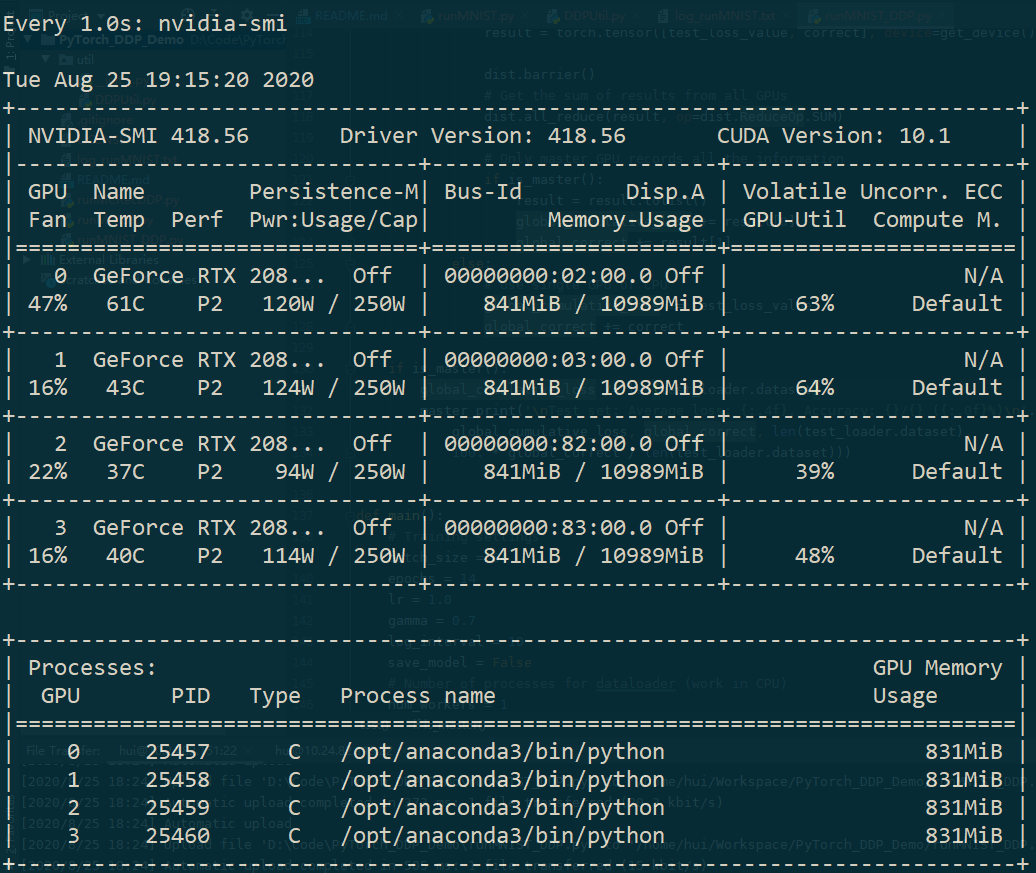 Every 1.0s: nvidia-smi
Tue Aug 25 19:15:20 2020
+-----------------------------------------------------------------------------+
| NVIDIA-SMI 418.56       Driver Version: 418.56       CUDA Version: 10.1     |
|-------------------------------+----------------------+----------------------+
| GPU  Name        Persistence-M| Bus-Id        Disp.A | Volatile Uncorr. ECC |
| Fan  Temp  Perf  Pwr:Usage/Cap|         Memory-Usage | GPU-Util  Compute M. |
|===============================+======================+======================|
|   0  GeForce RTX 208...  Off  | 00000000:02:00.0 Off |                  N/A |
| 47%   61C    P2   120W / 250W |    841MiB / 10989MiB |     63%      Default |
+-------------------------------+----------------------+----------------------+
|   1  GeForce RTX 208...  Off  | 00000000:03:00.0 Off |                  N/A |
| 16%   43C    P2   124W / 250W |    841MiB / 10989MiB |     64%      Default |
+-------------------------------+----------------------+----------------------+
|   2  GeForce RTX 208...  Off  | 00000000:82:00.0 Off |                  N/A |
| 22%   37C    P2    94W / 250W |    841MiB / 10989MiB |     39%      Default |
+-------------------------------+----------------------+----------------------+
|   3  GeForce RTX 208...  Off  | 00000000:83:00.0 Off |                  N/A |
| 16%   40C    P2   114W / 250W |    841MiB / 10989MiB |     48%      Default |
+-------------------------------+----------------------+----------------------+
+-----------------------------------------------------------------------------+
| Processes:                                                       GPU Memory |
|  GPU       PID   Type   Process name                             Usage      |
|=============================================================================|
|    0     25457      C   /opt/anaconda3/bin/python                    831MiB |
|    1     25458      C   /opt/anaconda3/bin/python                    831MiB |
|    2     25459      C   /opt/anaconda3/bin/python                    831MiB |
|    3     25460      C   /opt/anaconda3/bin/python                    831MiB |
+-----------------------------------------------------------------------------+